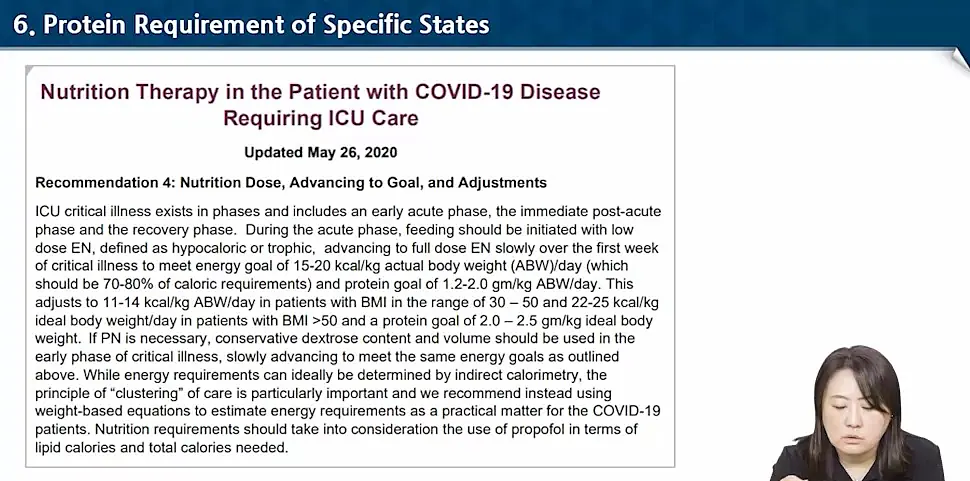 6. Protein Requirement of Specific States
Nutrition Therapy in the Patient with COVID-19 Disease
Requiring ICU Care
Updated May 26, 2020
Recommendation 4: Nutrition Dose, Advancing to Goal, and Adjustments
ICU critical illness exists in phases and includes an early acute phase, the immediate post-acute
phase and the recovery phase.  During the acute phase, feeding should be initiated with low
dose EN, defined as hypocaloric or trophic,  advancing to full dose EN slowly over the first week
of critical illness to meet energy goal of 15-20 kcal/kg actual body weight (ABW)/day (which
should be 70-80% of caloric requirements) and protein goal of 1.2-2.0 gm/kg ABW/day. This
adjusts to 11-14 kcal/kg ABW/day in patients with BMI in the range of 30 – 50 and 22-25 kcal/kg
ideal body weight/day in patients with BMI >50 and a protein goal of 2.0 – 2.5 gm/kg ideal body
weight.  If PN is necessary, conservative dextrose content and volume should be used in the
early phase of critical illness, slowly advancing to meet the same energy goals as outlined
above. While energy requirements can ideally be determined by indirect calorimetry, the
principle of “clustering” of care is particularly important and we recommend instead using
weight-based equations to estimate energy requirements as a practical matter for the COVID-19
patients. Nutrition requirements should take into consideration the use of propofol in terms of
lipid calories and total calories needed.